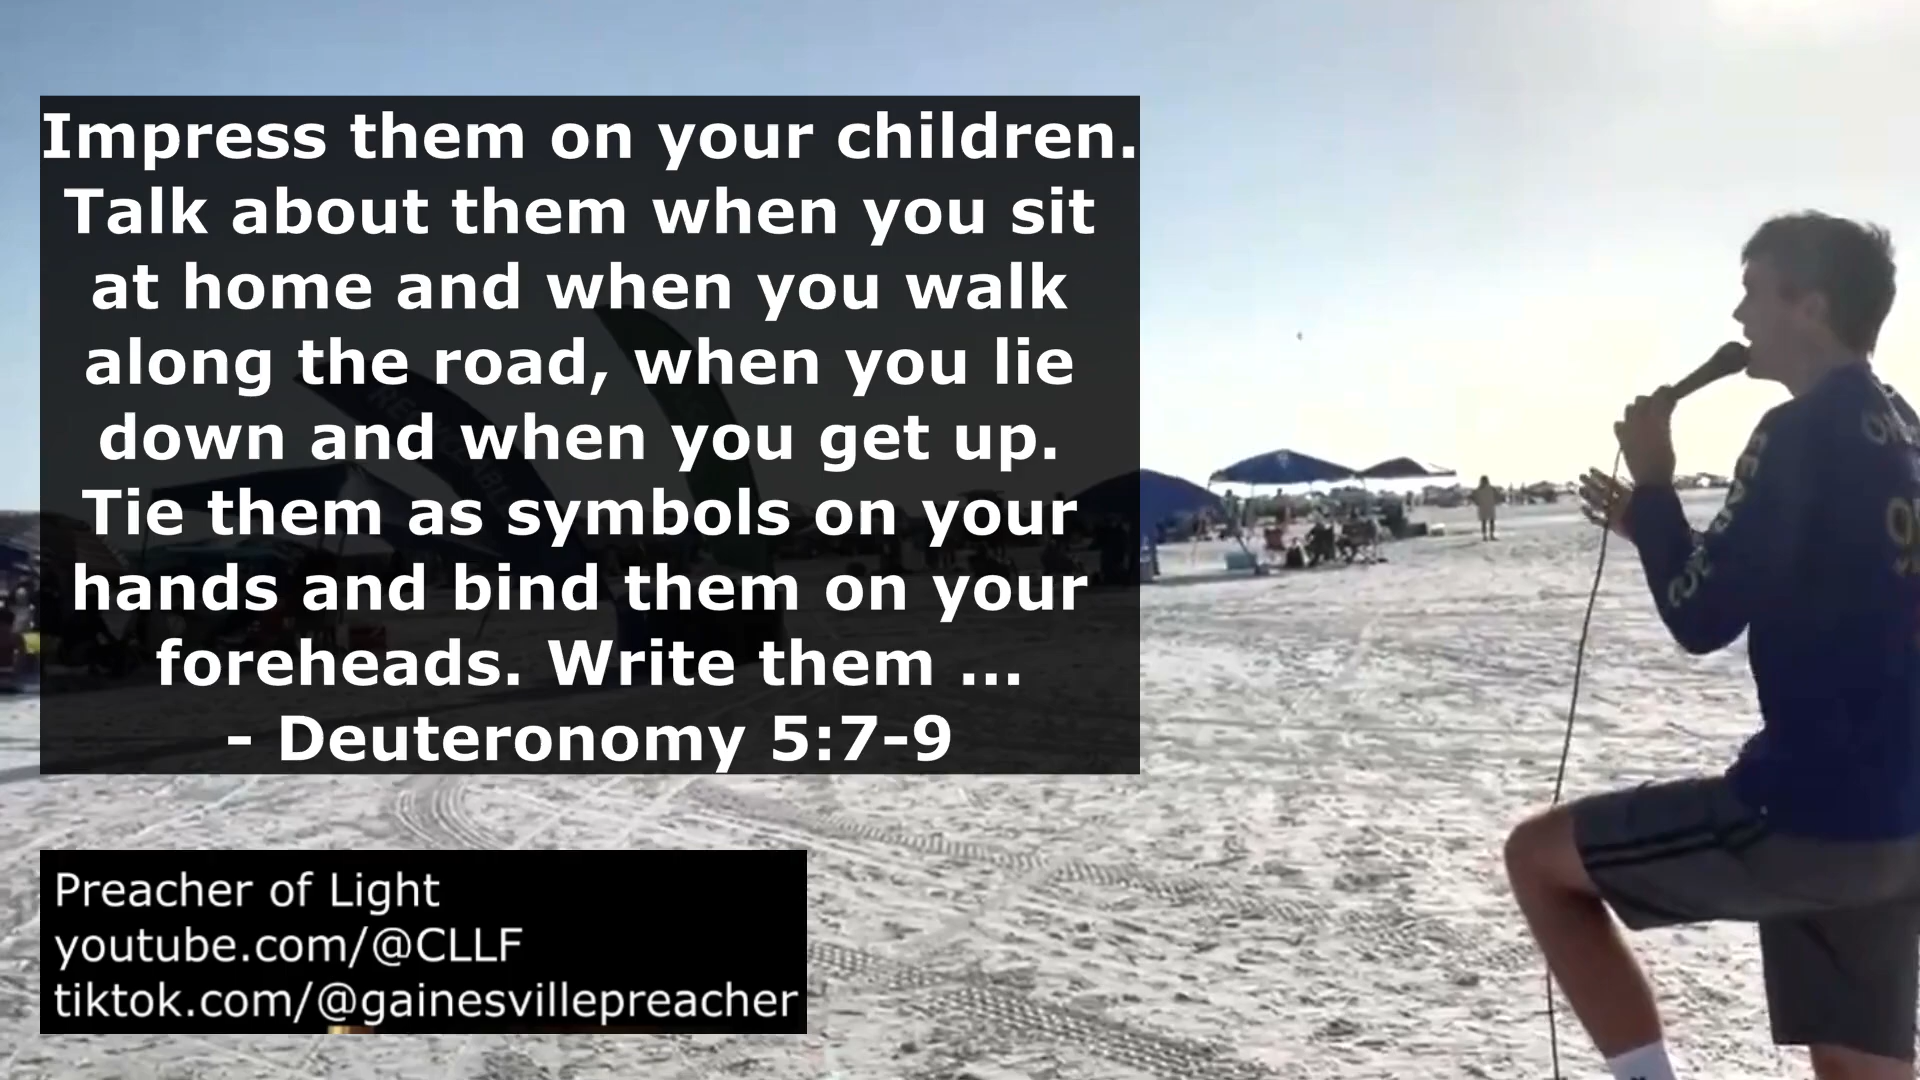 Impress them on your children.
Talk about them when you sit
at home and when you walk
along the road, when you lie
down and when you get up.
Tie them as symbols on your
hands and bind them on your
foreheads. Write them ...
- Deuteronomy 5:7-9
Preacher of Light
youtube.com/@CLLF
tiktok.com/@gainesvillepreacher